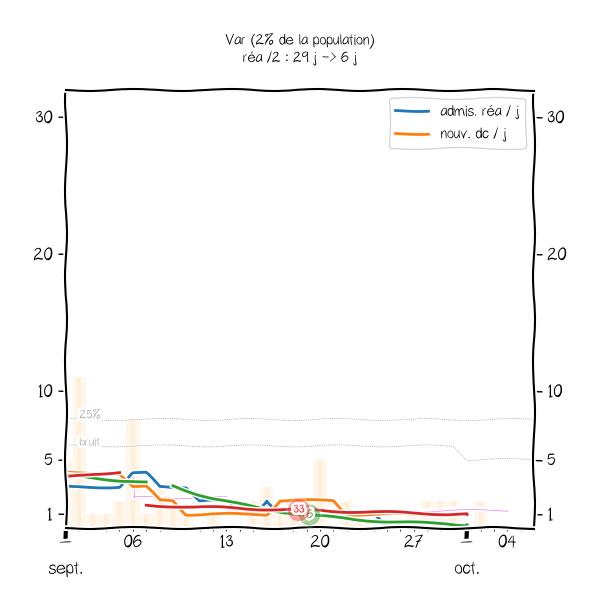 Var (2% de la population)
réa /2 : 29 j -> 6 j
admis. réa / j
nouv. dc / j
30
30
20
20
10
10
25%
bruit
5
5
33
1
1
06
13
20
27
04
sept.
oct.